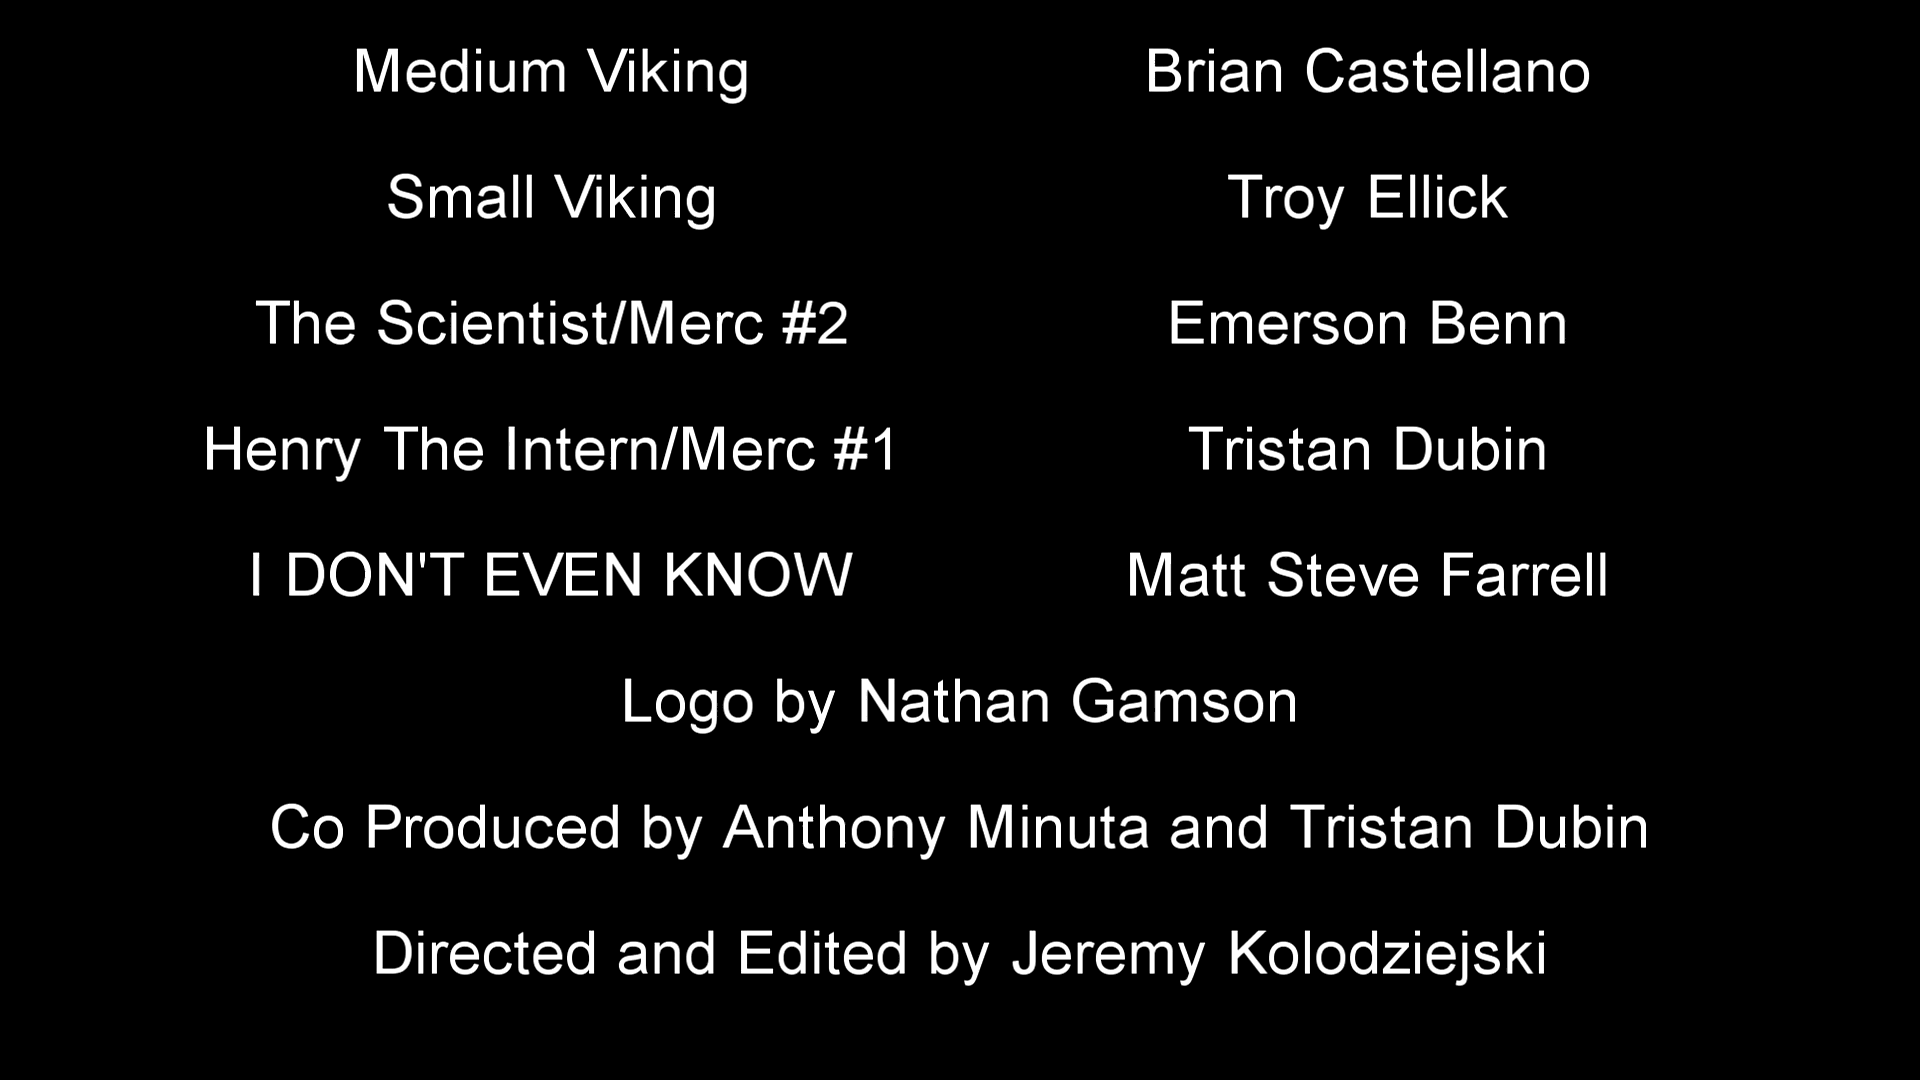 Medium Viking Brian Castellano
Small Viking Troy Ellick
The Scientist/Merc #2 Emerson Benn
Henry The Intern/Merc #1 Tristan Dubin
I DON'T EVEN KNOW Matt Steve Farrell
Logo by Nathan Gamson
Co Produced by Anthony Minuta and Tristan Dubin
Directed and Edited by Jeremy Kolodziejski